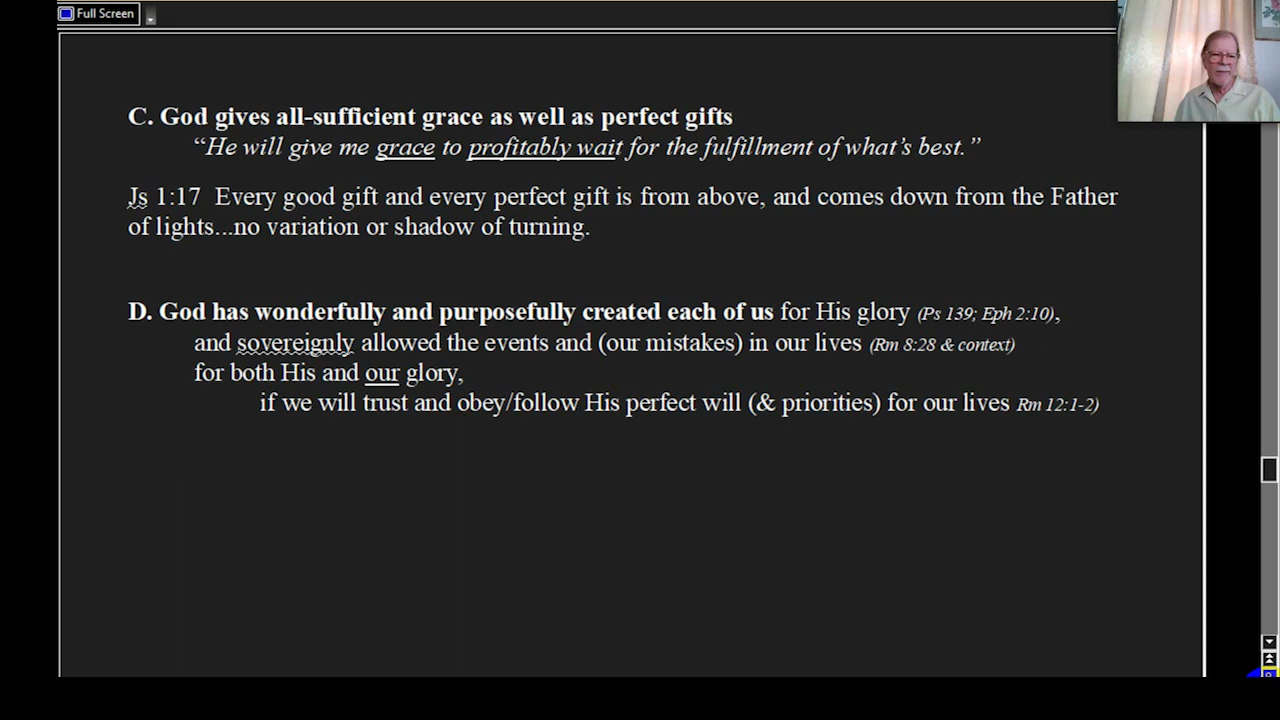 Full Screen
C. God gives all-sufficient grace as well as perfect gifts
“He will give me grace to profitably wait for the fulfillment of what’s best.”
Js 1:17  Every good gift and every perfect gift is from above, and comes down from the Father
of lights...no variation or shadow of turning.
D. God has wonderfully and purposefully created each of us for His glory (Ps 139; Eph 2:10),
and sovereignly allowed the events and (our mistakes) in our lives (Rm 8:28 & context)
for both His and our glory,
if we will trust and obey/follow His perfect will (& priorities) for our lives Rm 12:1-2)